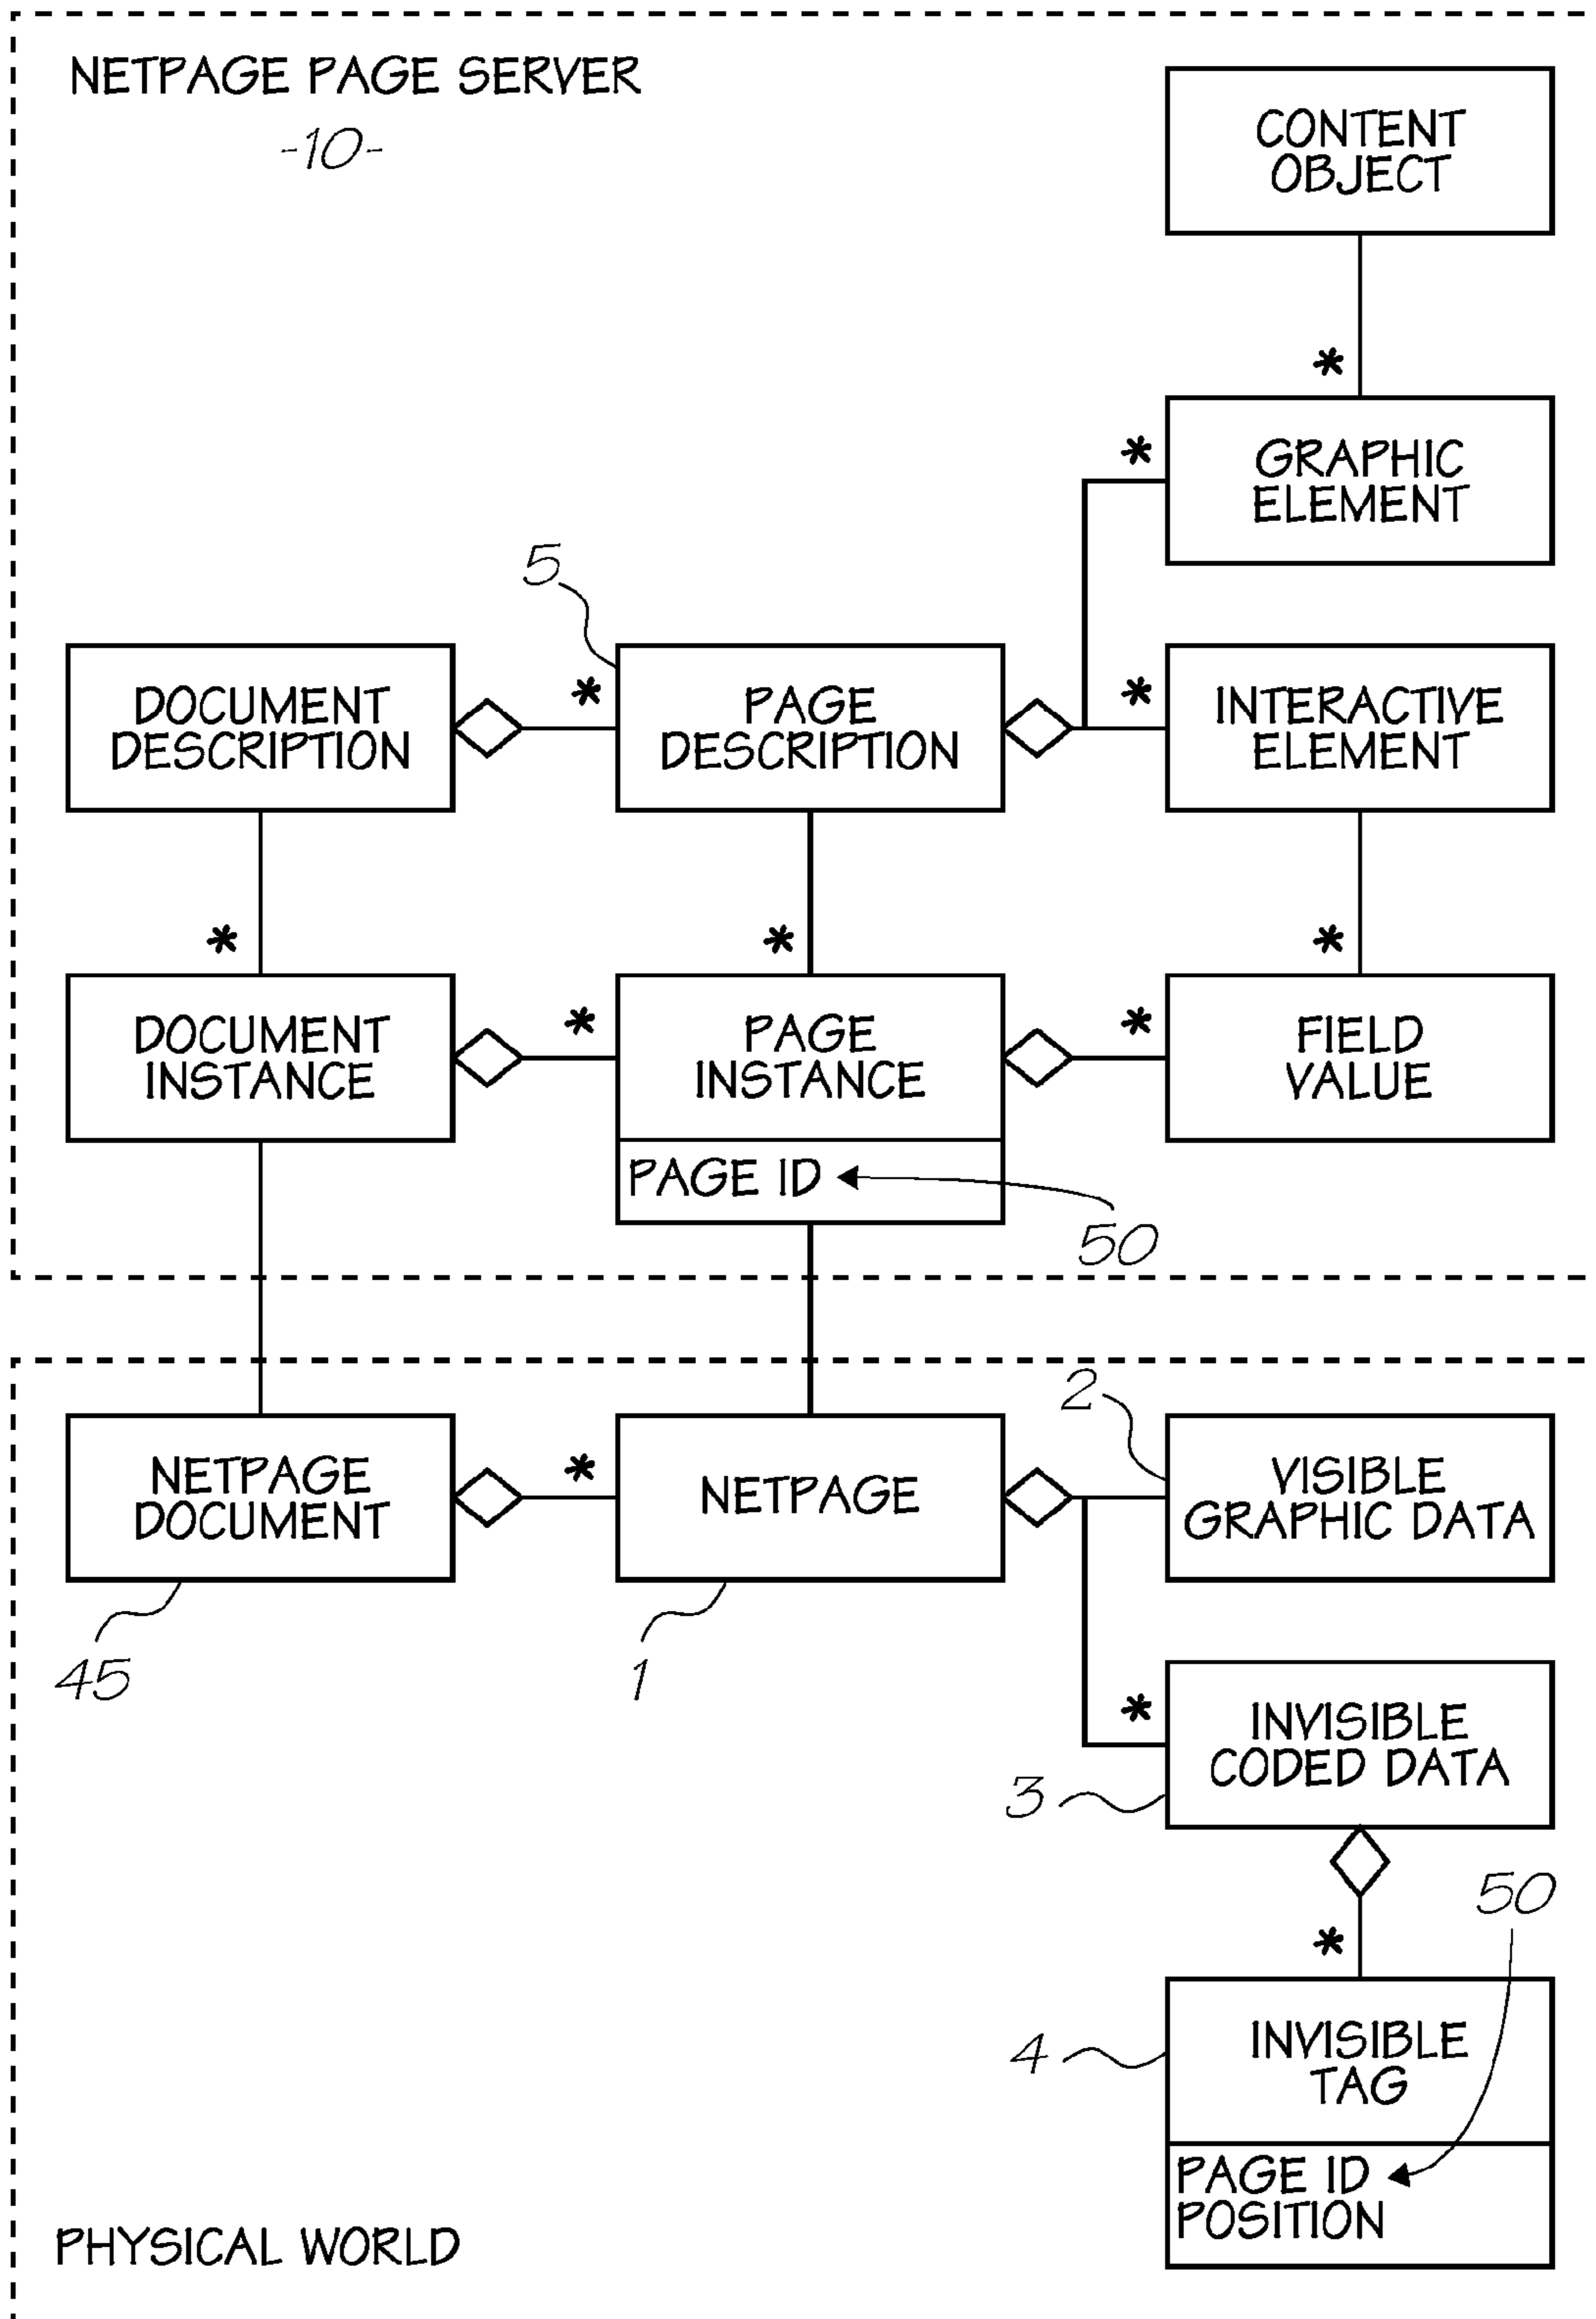 NETPAGE PAGE SERVER
-10-
CONTENT
OBJECT
*
GRAPHIC
ELEMENT
*
5
DOCUMENT
DESCRIPTION
*
PAGE
DESCRIPTION
*
INTERACTIVE
ELEMENT
*
*
*
DOCUMENT
INSTANCE
*
PAGE
INSTANCE
PAGE ID
50
*
FIELD
VALUE
NETPAGE
DOCUMENT
45
*
NETPAGE
1
2
VISIBLE
GRAPHIC DATA
*
INVISIBLE
CODED DATA
3
*
50
4
INVISIBLE
TAG
PAGE ID
POSITION
PHYSICAL WORLD